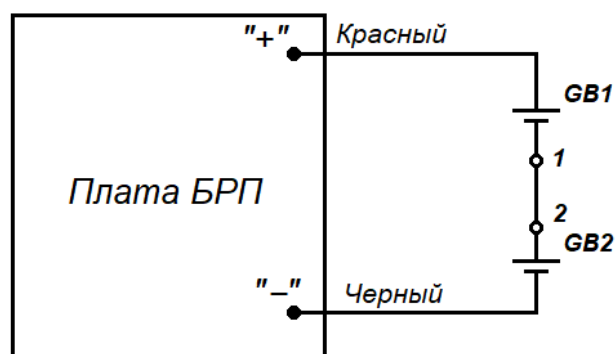 "+"
Красный
GB1
1
Плата БРП
2
GB2
"–"
Черный